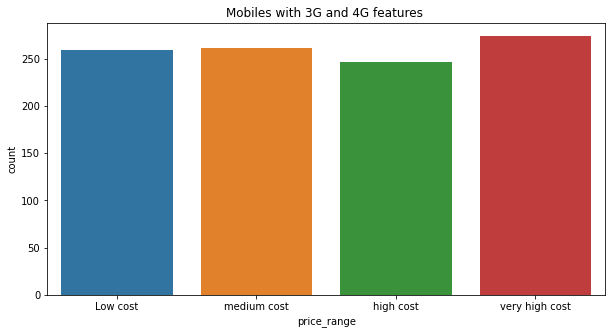 Mobiles with 3G and 4G features
count
250
200
150
100
50
0
Low cost medium cost high cost very high cost
price_range